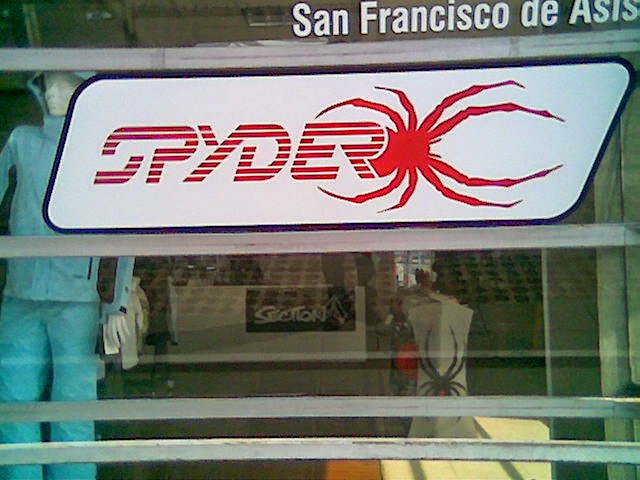 San Francisco de Asis
SPYDER
SECTION